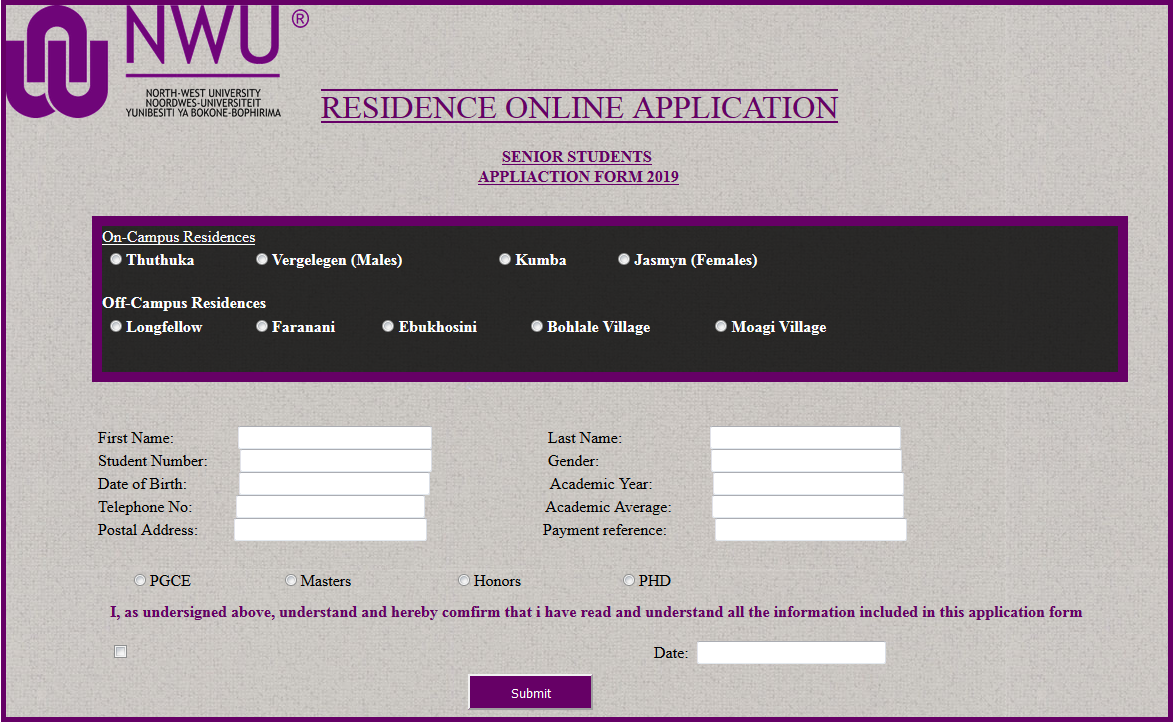 NWU ®
NORTH-WEST UNIVERSITY
NOORDWES-UNIVERSITEIT
YUNIBESITI YA BOKONE-BOPHIRIMA
RESIDENCE ONLINE APPLICATION
SENIOR STUDENTS
APPLIACTION FORM 2019
On-Campus Residences
Thuthuka Vergelegen (Males) Kumba Jasmyn (Females)
Off-Campus Residences
Longfellow Faranani Ebukhosini Bohlale Village Moagi Village
First Name: Last Name:
Student Number: Gender:
Date of Birth: Academic Year:
Telephone No: Academic Average:
Postal Address: Payment reference:
PGCE Masters Honors PHD
I, as undersigned above, understand and hereby comfirm that i have read and understand all the information included in this application form
Date:
Submit